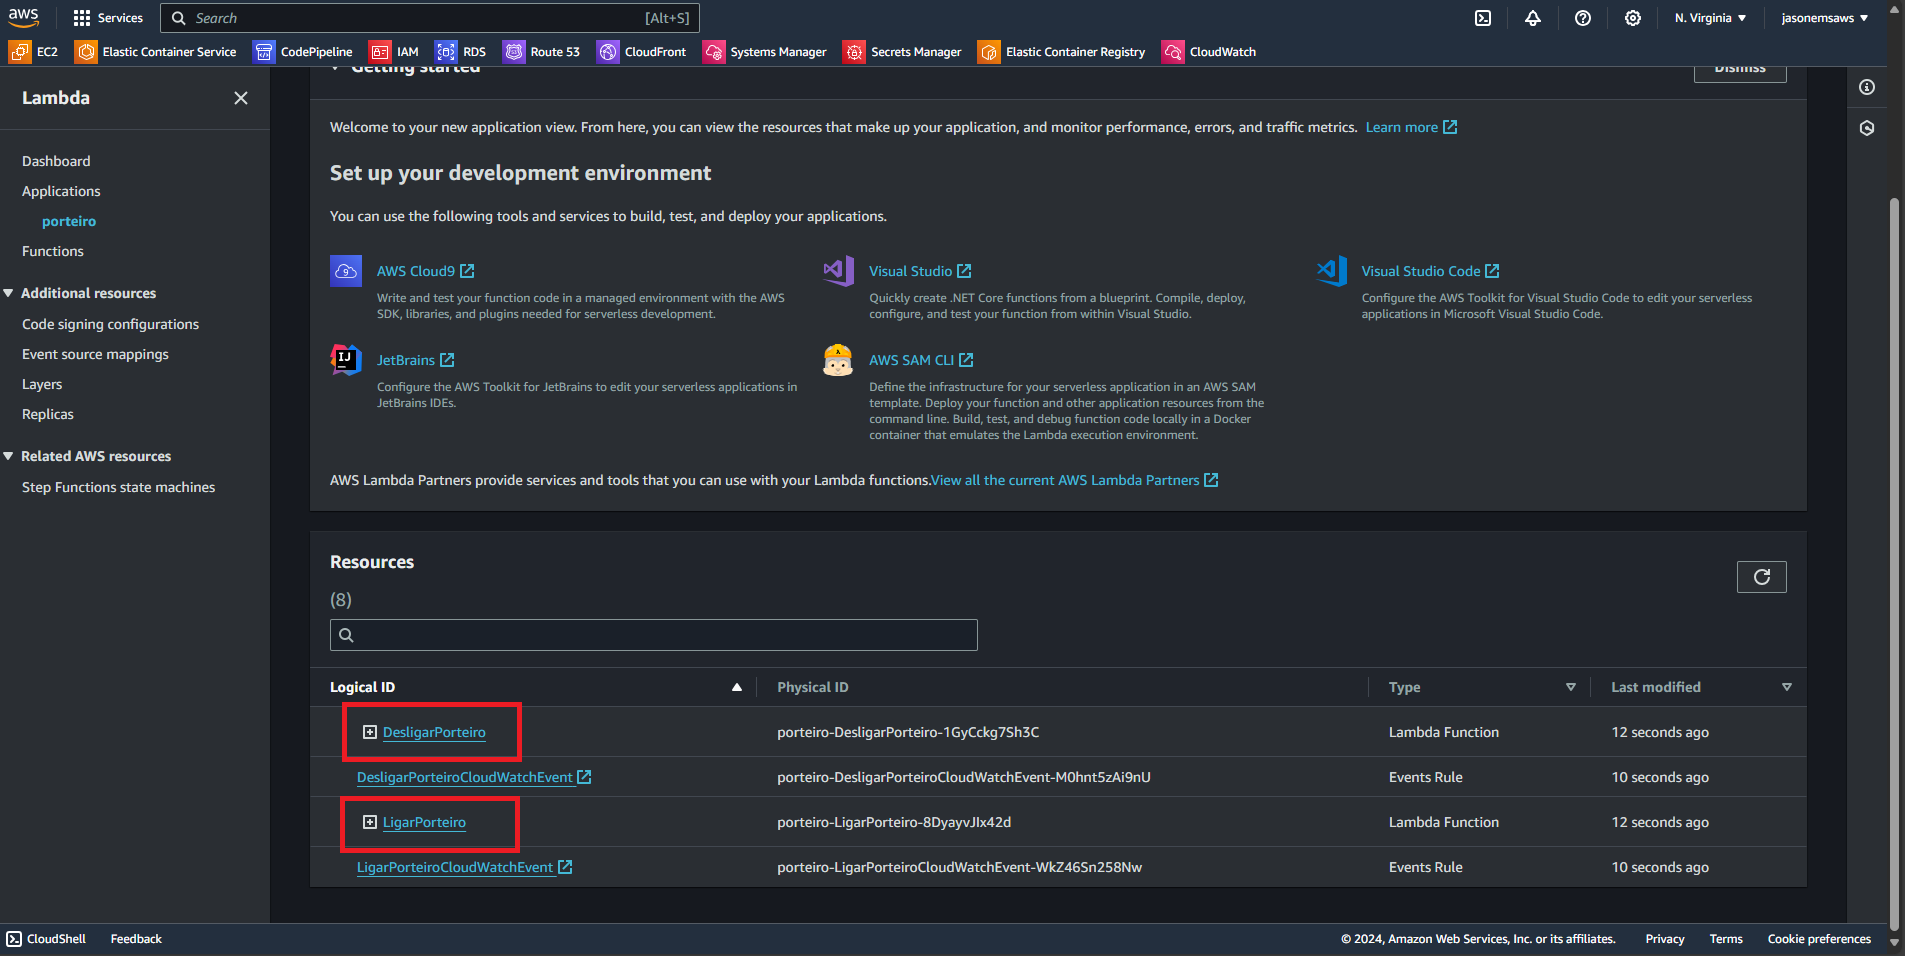 aws
Services
Search
[Alt+S]
N. Virginia
jasonemsaws
EC2
Elastic Container Service
CodePipeline
IAM
RDS
Route 53
CloudFront
Systems Manager
Secrets Manager
Elastic Container Registry
CloudWatch
Lambda
Dashboard
Applications
porteiro
Functions
Additional resources
Code signing configurations
Event source mappings
Layers
Replicas
Related AWS resources
Step Functions state machines
Getting started
Dismiss
Welcome to your new application view. From here, you can view the resources that make up your application, and monitor performance, errors, and traffic metrics. Learn more
Set up your development environment
You can use the following tools and services to build, test, and deploy your applications.
9
AWS Cloud9
Write and test your function code in a managed environment with the AWS
SDK, libraries, and plugins needed for serverless development.
Visual Studio
Quickly create .NET Core functions from a blueprint. Compile, deploy,
configure, and test your function from within Visual Studio.
Visual Studio Code
Configure the AWS Toolkit for Visual Studio Code to edit your serverless
applications in Microsoft Visual Studio Code.
IJ
JetBrains
Configure the AWS Toolkit for JetBrains to edit your serverless applications in
JetBrains IDEs.
AWS SAM CLI
Define the infrastructure for your serverless application in an AWS SAM
template. Deploy your function and other application resources from the
command line. Build, test, and debug function code locally in a Docker
container that emulates the Lambda execution environment.
AWS Lambda Partners provide services and tools that you can use with your Lambda functions.View all the current AWS Lambda Partners
Resources
(8)
Logical ID
Physical ID
Type
Last modified
DesligarPorteiro
porteiro-DesligarPorteiro-1GyCckg7Sh3C
Lambda Function
12 seconds ago
DesligarPorteiroCloudWatchEvent
porteiro-DesligarPorteiroCloudWatchEvent-M0hnt5zAi9nU
Events Rule
10 seconds ago
LigarPorteiro
porteiro-LigarPorteiro-8DyayvJIx42d
Lambda Function
12 seconds ago
LigarPorteiroCloudWatchEvent
porteiro-LigarPorteiroCloudWatchEvent-WkZ46Sn258Nw
Events Rule
10 seconds ago
CloudShell
Feedback
© 2024, Amazon Web Services, Inc. or its affiliates.
Privacy
Terms
Cookie preferences